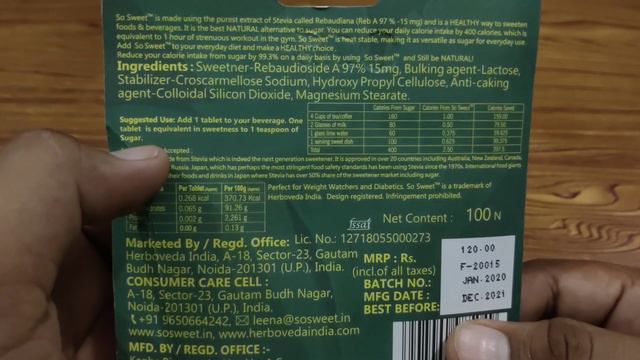 So Sweet™ is made using the purest extract of Stevia called Rebaudiana (Reb A 97 % -15 mg) and is a HEALTHY way to sweeten
foods & beverages. It is the best NATURAL alternative to sugar. You can reduce your daily calorie intake by 400 calories, which is
equivalent to 1 hour of strenuous workout in the gym. So Sweet™ is heat stable, making it as versatile as sugar for everyday use.
Add So Sweet™ to your everyday diet and make a HEALTHY choice.
Reduce your calorie intake from sugar by 99.3% on a daily basis by using So Sweet™ and Still be NATURAL!
Ingredients: Sweetner-Rebaudioside A 97% 15mg, Bulking agent-Lactose,
Stabilizer-Croscarmellose Sodium, Hydroxy Propyl Cellulose, Anti-caking
agent-Colloidal Silicon Dioxide, Magnesium Stearate.
Suggested Use: Add 1 tablet to your beverage. One
tablet is equivalent in sweetness to 1 teaspoon of
Sugar.
Calories From Sugar Calories From So Sweet™ Calories Saved
4 Cups of tea/coffee 160 1.00 159.00
2 Glasses of milk 80 0.50 79.50
1 glass lime water 60 0.375 59.625
1 serving sweet dish 100 0.625 99.375
Total 400 2.50 397.5
Accepted :
de from Stevia which is indeed the next generation sweetener. It is approved in over 20 countries including Australia, New Zealand, Canada,
Russia. Japan, which has perhaps the most stringent food safety standards has been using Stevia since the 1970s. International food giants
their foods and drinks in Japan where Stevia has over 50% share of the sweetener market including sugar.
Per Tablet Per 100g
0.268 kcal 370.73 Kcal
0.065 g 91.26 g
0.002 g 2.261 g
Fat 0.00 g 0.13 g
Perfect for Weight Watchers and Diabetics. So Sweet™ is a trademark of
Herboveda India. Design registered. Infringement prohibited.
fssai
Net Content : 100 N
Lic. No.: 12718055000273
Marketed By / Regd. Office:
Herboveda India, A-18, Sector-23, Gautam
Budh Nagar, Noida-201301 (U.P.), India.
CONSUMER CARE CELL :
A-18, Sector-23, Gautam Budh Nagar,
Noida-201301 (U.P.), India.
+91 9650664242, leena@sosweet.in
www.sosweet.in, www.herbovedaindia.com
MFD. BY / REGD. OFFICE :-
MRP : Rs.
(incl.of all taxes)
BATCH NO.:
MFG DATE :
BEST BEFORE:
120.00
F-20015
JAN-2020
DEC-2021